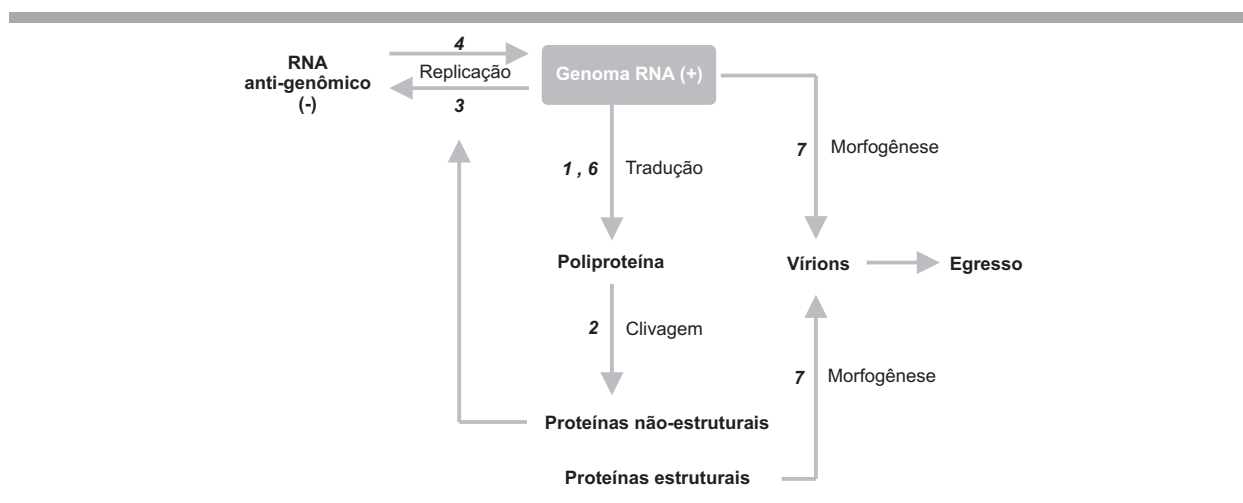 4
RNA
anti-genômico
(-)
Replicação
Genoma RNA (+)
3
7 Morfogênese
1 , 6 Tradução
Poliproteína
Vírions
Egresso
2 Clivagem
7 Morfogênese
Proteínas não-estruturais
Proteínas estruturais